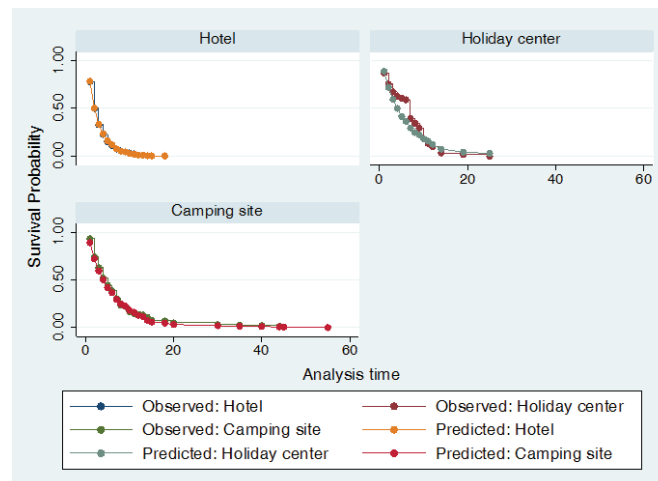 Hotel
Holiday center
1.00
0.50
0.00
0 20 40 60
Camping site
1.00
0.50
0.00
0 20 40 60
Survival Probability
Analysis time
Observed: Hotel
Observed: Holiday center
Observed: Camping site
Predicted: Hotel
Predicted: Holiday center
Predicted: Camping site